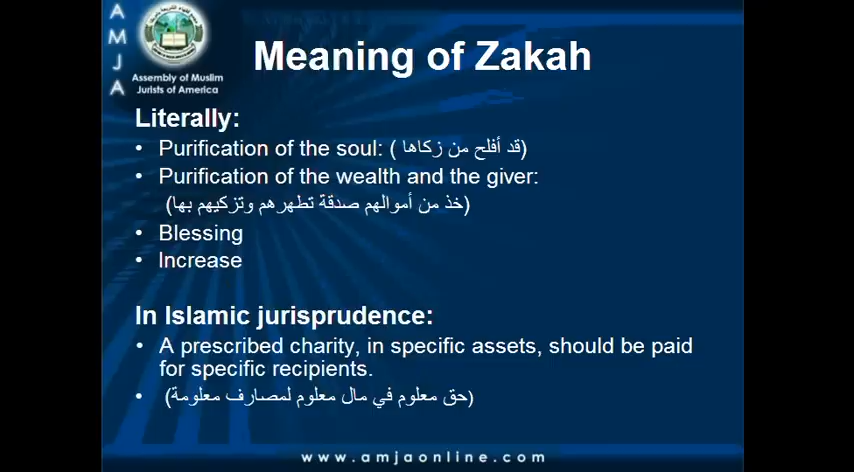 AMJA
Assembly of Muslim
Jurists of America
Meaning of Zakah
Literally:
• Purification of the soul: (قد أفلح من زكاها)
• Purification of the wealth and the giver:
(خذ من أموالهم صدقة تطهرهم وتزكيهم بها)
• Blessing
• Increase
In Islamic jurisprudence:
• A prescribed charity, in specific assets, should be paid
for specific recipients.
• (حق معلوم في مال معلوم لمصارف معلومة)
www.amjaonline.com